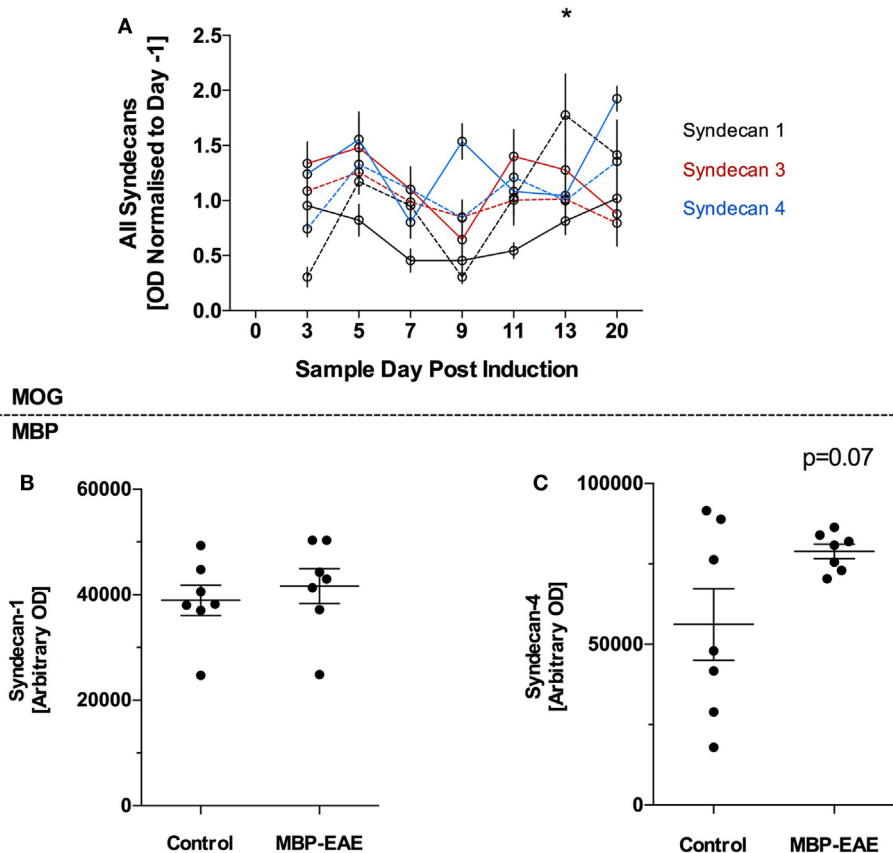 A
*
All Syndecans
[OD Normalised to Day -1]
2.5
2.0
1.5
1.0
0.5
0.0
0 3 5 7 9 11 13 20
Sample Day Post Induction
Syndecan 1
Syndecan 3
Syndecan 4
MOG
MBP
B
Syndecan-1
[Arbitrary OD]
60000
40000
20000
0
Control MBP-EAE
C
p=0.07
Syndecan-4
[Arbitrary OD]
100000
50000
0
Control MBP-EAE